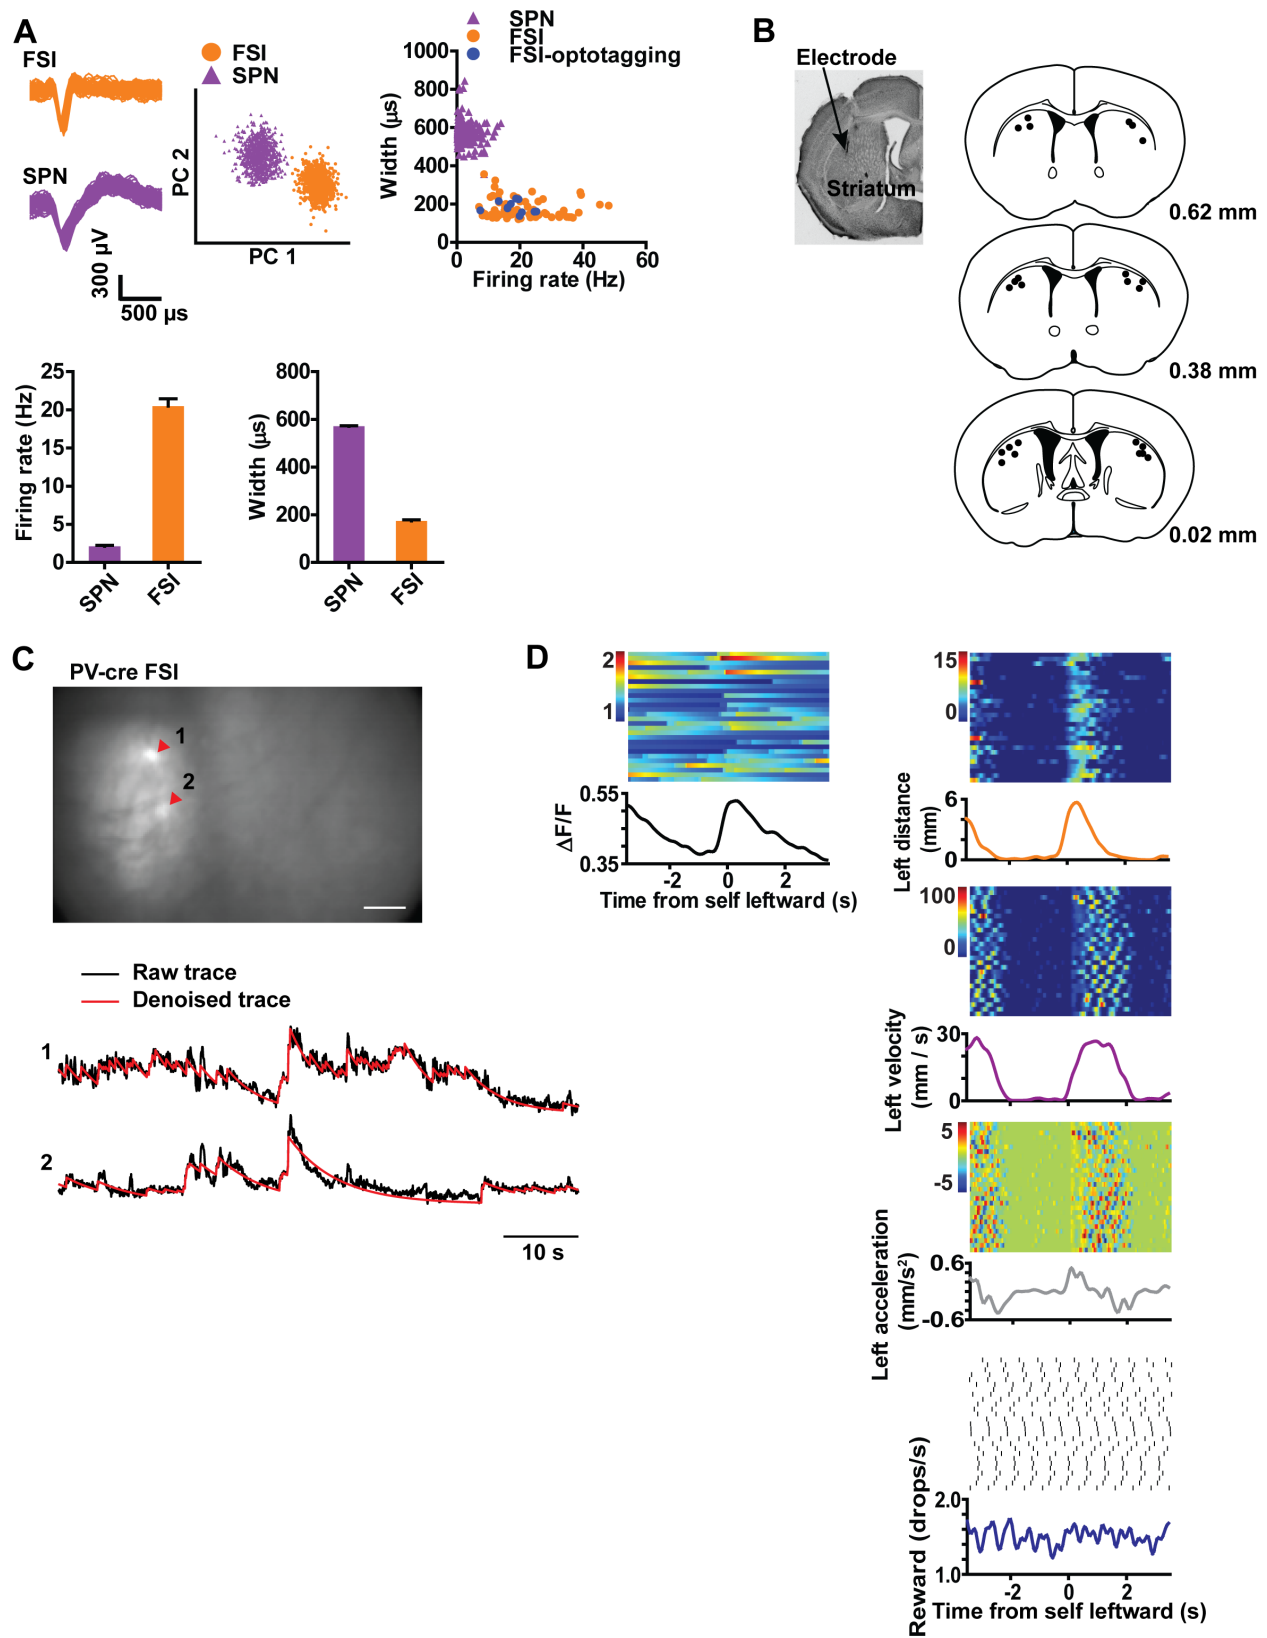 A
FSI
SPN
300 µV
500 µs
FSI
SPN
PC 2
PC 1
SPN
FSI
FSI-optotagging
1000
800
600
400
200
0
Width (µs)
0 20 40 60
Firing rate (Hz)
25
20
15
10
5
0
Firing rate (Hz)
SPN
FSI
800
600
400
200
0
Width (µs)
SPN
FSI
B
Electrode
Striatum
0.62 mm
0.38 mm
0.02 mm
C
PV-cre FSI
1
2
Raw trace
Denoised trace
1
2
10 s
D
2
1
0.55
0.35
ΔF/F
-2 0 2
Time from self leftward (s)
15
0
6
0
Left distance
(mm)
100
0
30
0
Left velocity
(mm / s)
5
-5
0.6
-0.6
Left acceleration
(mm/s²)
2.0
1.0
Reward (drops/s)
-2 0 2
Time from self leftward (s)